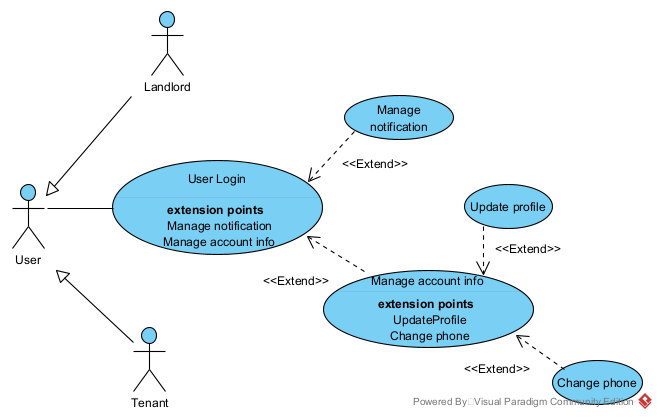 Landlord
Manage
notification
<<Extend>>
User Login
extension points
Manage notification
Manage account info
Update profile
User
<<Extend>>
<<Extend>>
Manage account info
extension points
UpdateProfile
Change phone
<<Extend>>
Change phone
Tenant
Powered By Visual Paradigm Community Edition